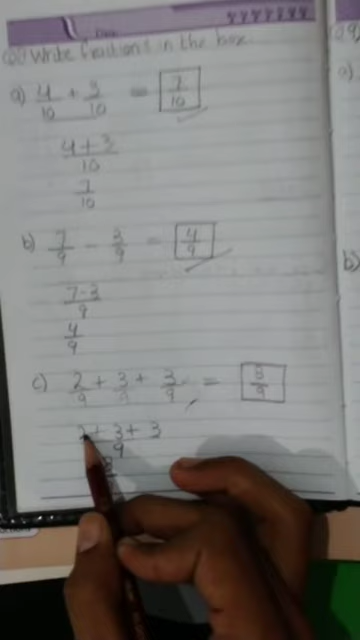 Write fractions in the box.
a) 4/10 + 3/10 = 7/10
4+3/10
7/10
b) 7/9 - 3/9 = 4/9
7-3/9
4/9
c) 2/9 + 3/9 + 3/9 = 8/9
2+3+3/9
8
a)
b)